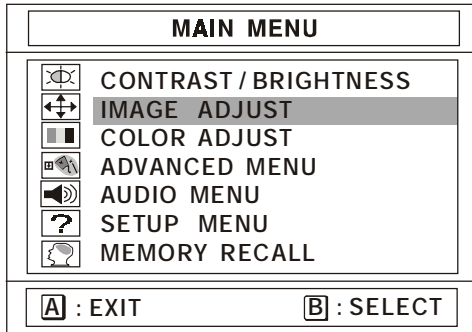 MAIN MENU
CONTRAST / BRIGHTNESS
IMAGE ADJUST
COLOR ADJUST
ADVANCED MENU
AUDIO MENU
? SETUP MENU
MEMORY RECALL
A : EXIT B : SELECT